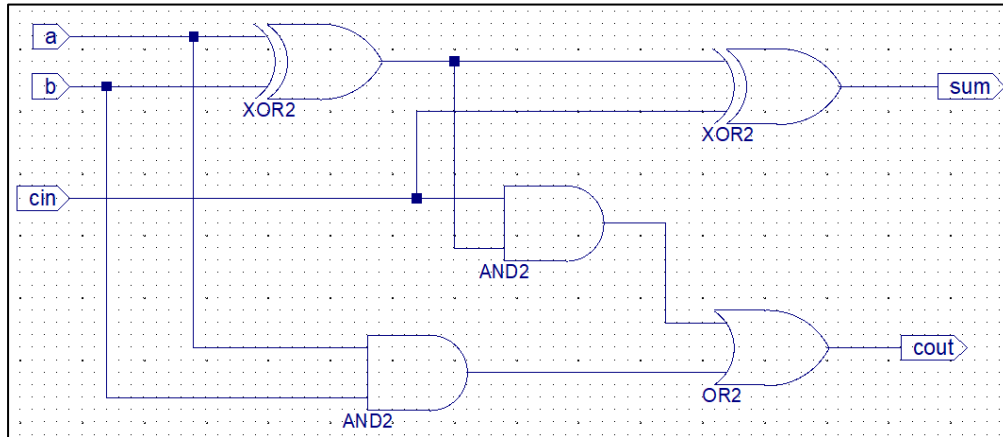 a
b
XOR2
XOR2
sum
cin
AND2
AND2
OR2
cout